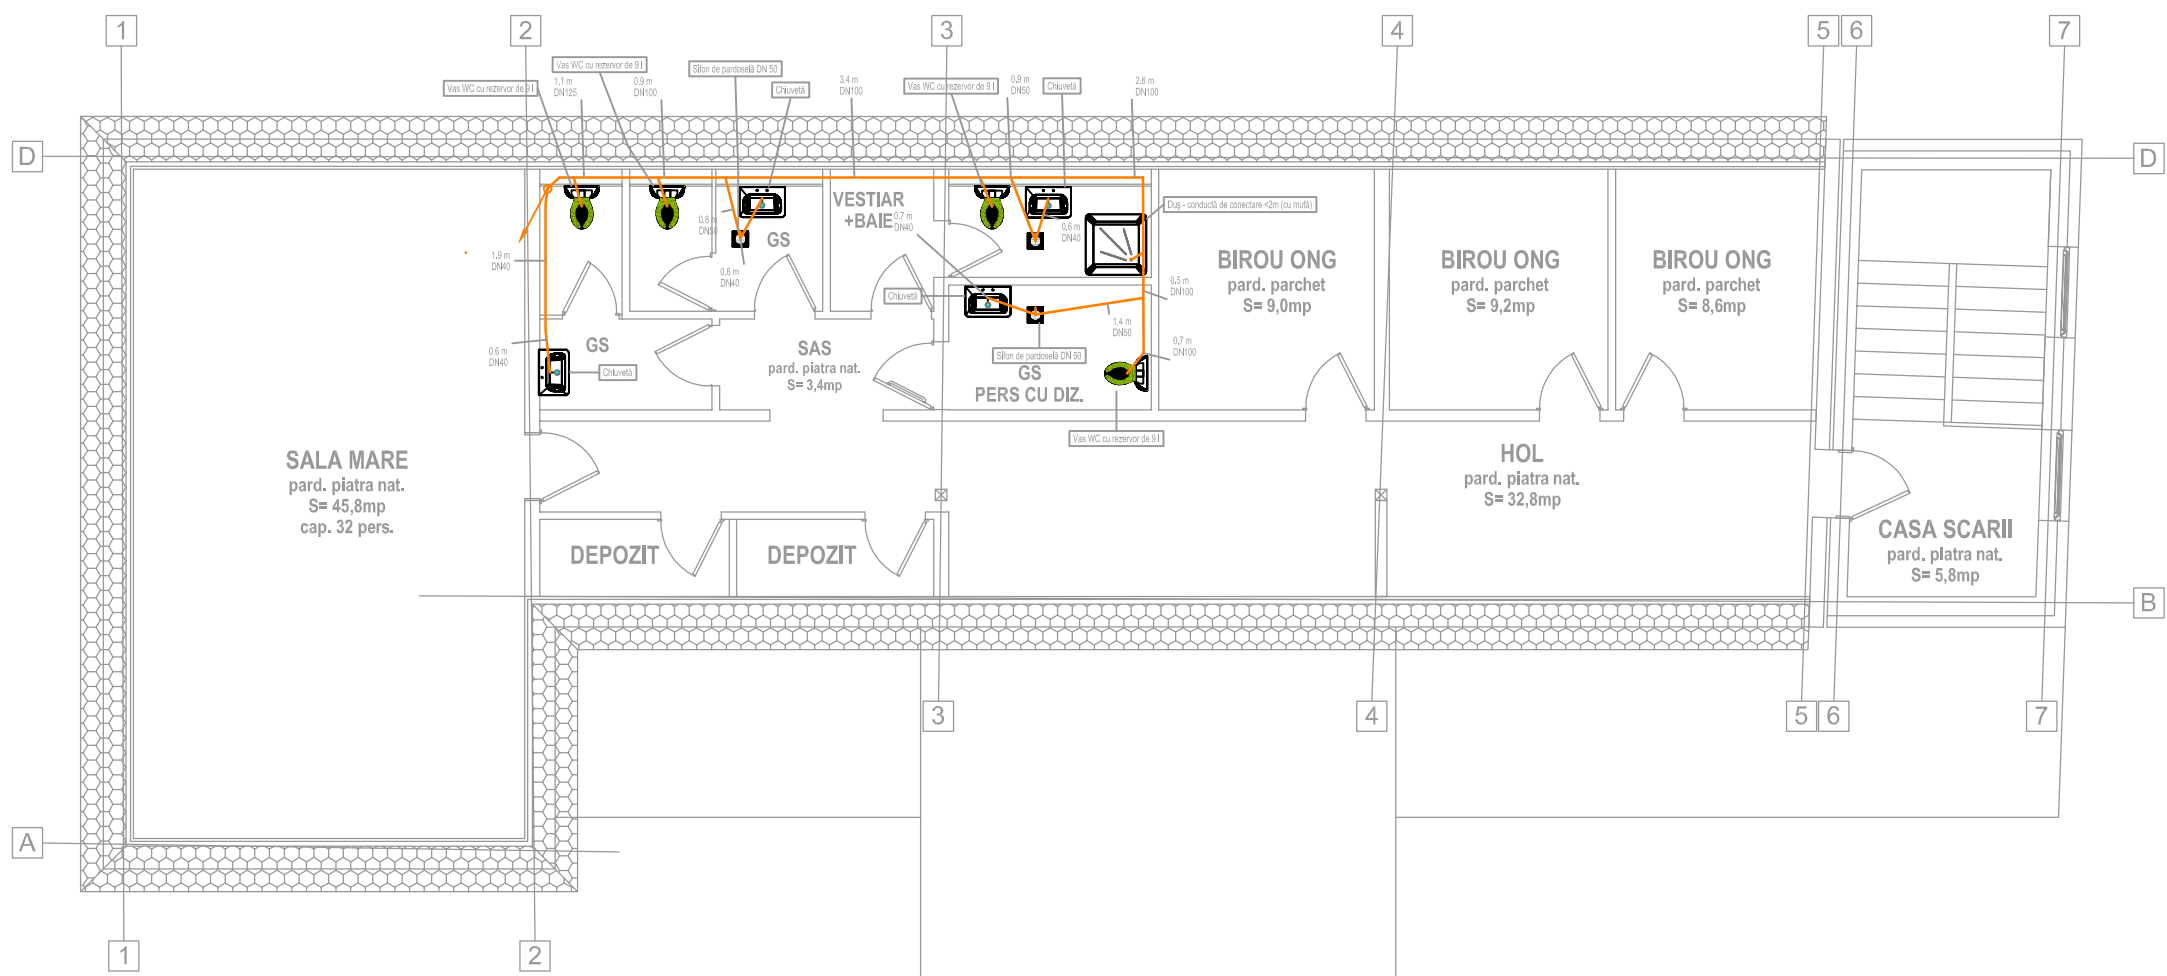 1
2
3
4
5
6
7
Vas WC cu rezervor de 9 l
Vas WC cu rezervor de 9 l
1.1 m
DN125
0.9 m
DN100
Sifon de pardoselă DN 50
Chiuvetă
3.4 m
DN100
Vas WC cu rezervor de 9 l
0.9 m
DN50
Chiuvetă
2.6 m
DN100
D
D
VESTIAR
+BAIE
0.7 m
DN40
Duș - conductă de conectare <2m (cu mufă)
0.8 m
DN50
GS
0.6 m
DN40
0.6 m
DN40
1.9 m
DN40
BIROU ONG
pard. parchet
S= 9,0mp
BIROU ONG
pard. parchet
S= 9,2mp
BIROU ONG
pard. parchet
S= 8,6mp
Chiuvetă
0.5 m
DN100
1.4 m
DN50
0,6 m
DN40
GS
Chiuvetă
SAS
pard. piatra nat.
S= 3,4mp
Sifon de pardoselă DN 50
0,7 m
DN100
GS
PERS CU DIZ.
Vas WC cu rezervor de 9 l
SALA MARE
pard. piatra nat.
S= 45,8mp
cap. 32 pers.
HOL
pard. piatra nat.
S= 32,8mp
DEPOZIT
DEPOZIT
CASA SCARII
pard. piatra nat.
S= 5,8mp
B
3
4
5
6
7
A
1
2